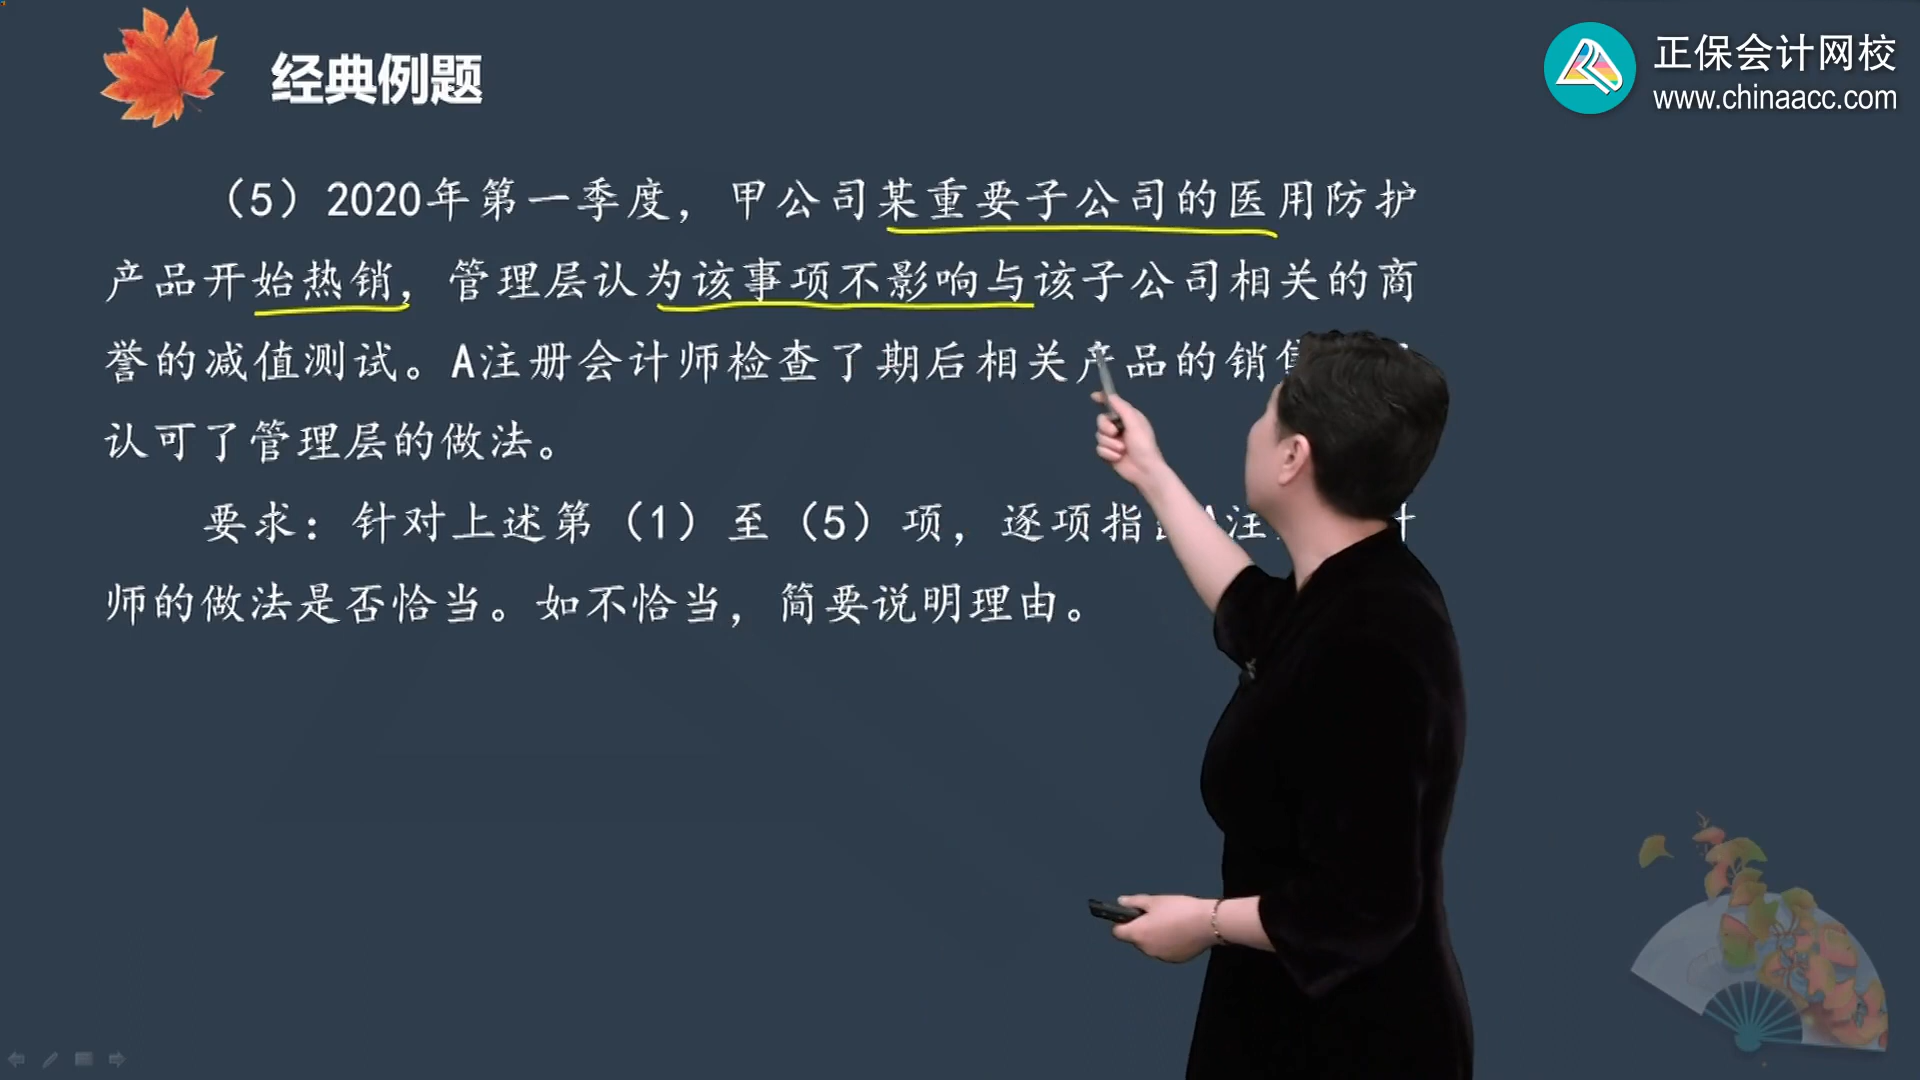 经典例题
正保会计网校
www.chinaacc.com
（5）2020年第一季度，甲公司某重要子公司的医用防护
产品开始热销，管理层认为该事项不影响与该子公司相关的商
誉的减值测试。A注册会计师检查了期后相关产品的销售
认可了管理层的做法。
要求：针对上述第（1）至（5）项，逐项指出A注 计
师的做法是否恰当。如不恰当，简要说明理由。